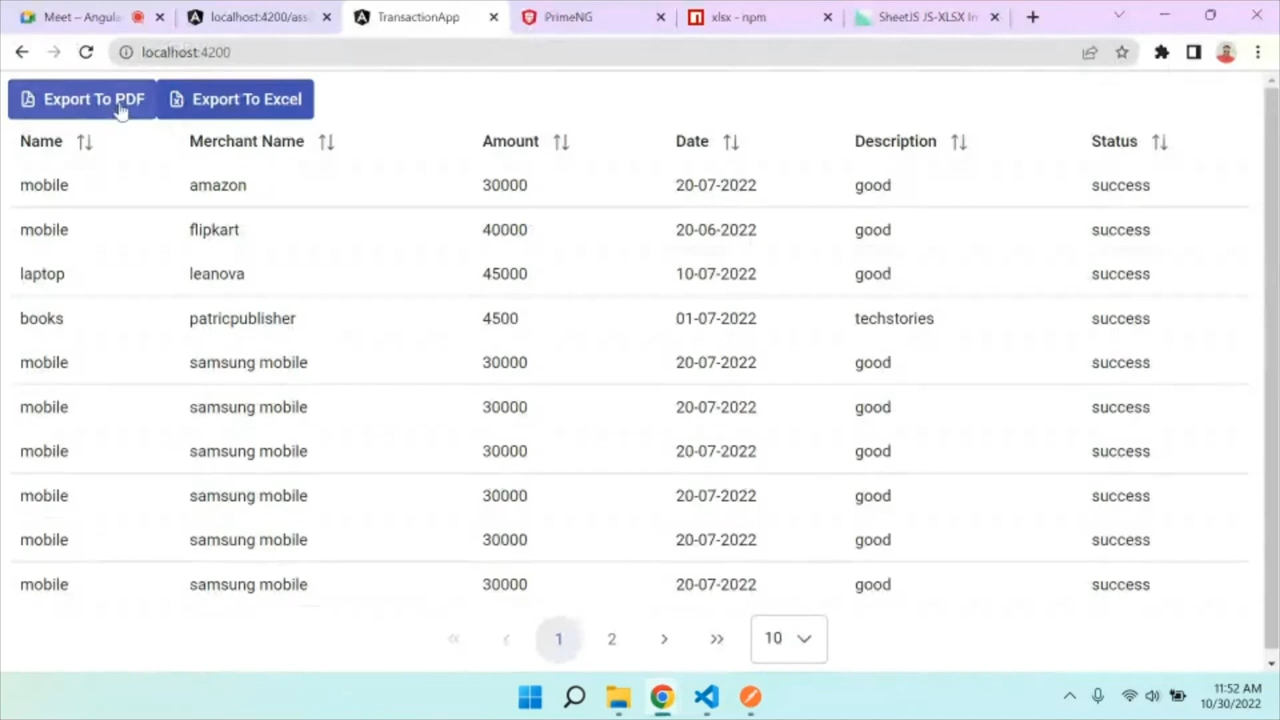 Meet – Angula
localhost:4200/ass
TransactionApp
PrimeNG
xlsx - npm
SheetJS JS-XLSX In
localhost:4200
Export To PDF Export To Excel
Name Merchant Name Amount Date Description Status
mobile amazon 30000 20-07-2022 good success
mobile flipkart 40000 20-06-2022 good success
laptop leanova 45000 10-07-2022 good success
books patricpublisher 4500 01-07-2022 techstories success
mobile samsung mobile 30000 20-07-2022 good success
mobile samsung mobile 30000 20-07-2022 good success
mobile samsung mobile 30000 20-07-2022 good success
mobile samsung mobile 30000 20-07-2022 good success
mobile samsung mobile 30000 20-07-2022 good success
mobile samsung mobile 30000 20-07-2022 good success
« ‹ 1 2 › » 10
11:52 AM
10/30/2022